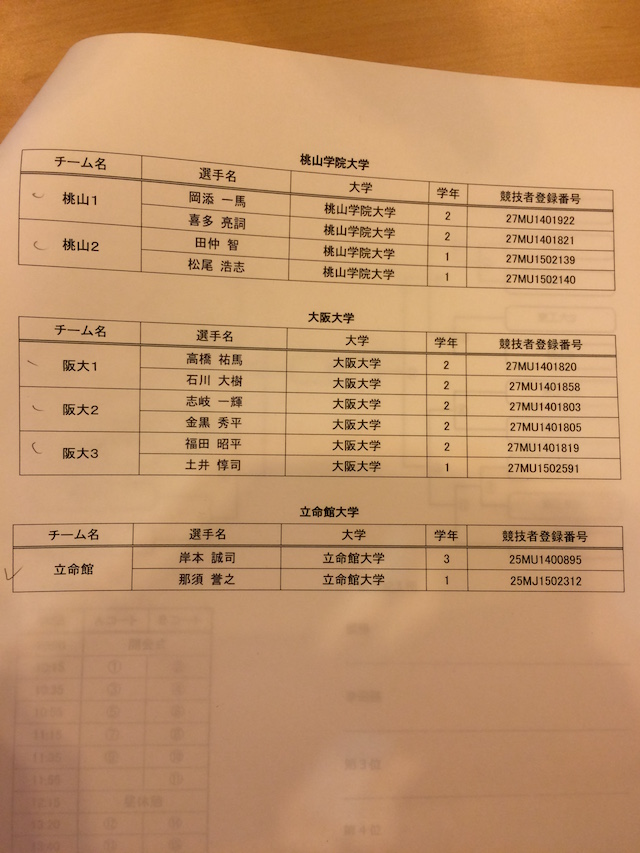 桃山学院大学
チーム名 選手名 大学 学年 競技者登録番号
桃山1 岡添 一馬 桃山学院大学 2 27MU1401922
喜多 亮詞 桃山学院大学 2 27MU1401821
桃山2 田仲 智 桃山学院大学 1 27MU1502139
松尾 浩志 桃山学院大学 1 27MU1502140
大阪大学
チーム名 選手名 大学 学年 競技者登録番号
阪大1 高橋 祐馬 大阪大学 2 27MU1401820
石川 大樹 大阪大学 2 27MU1401858
阪大2 志岐 一輝 大阪大学 2 27MU1401803
金黒 秀平 大阪大学 2 27MU1401805
阪大3 福田 昭平 大阪大学 2 27MU1401819
土井 惇司 大阪大学 1 27MU1502591
立命館大学
チーム名 選手名 大学 学年 競技者登録番号
立命館 岸本 誠司 立命館大学 3 25MU1400895
那須 誉之 立命館大学 1 25MJ1502312